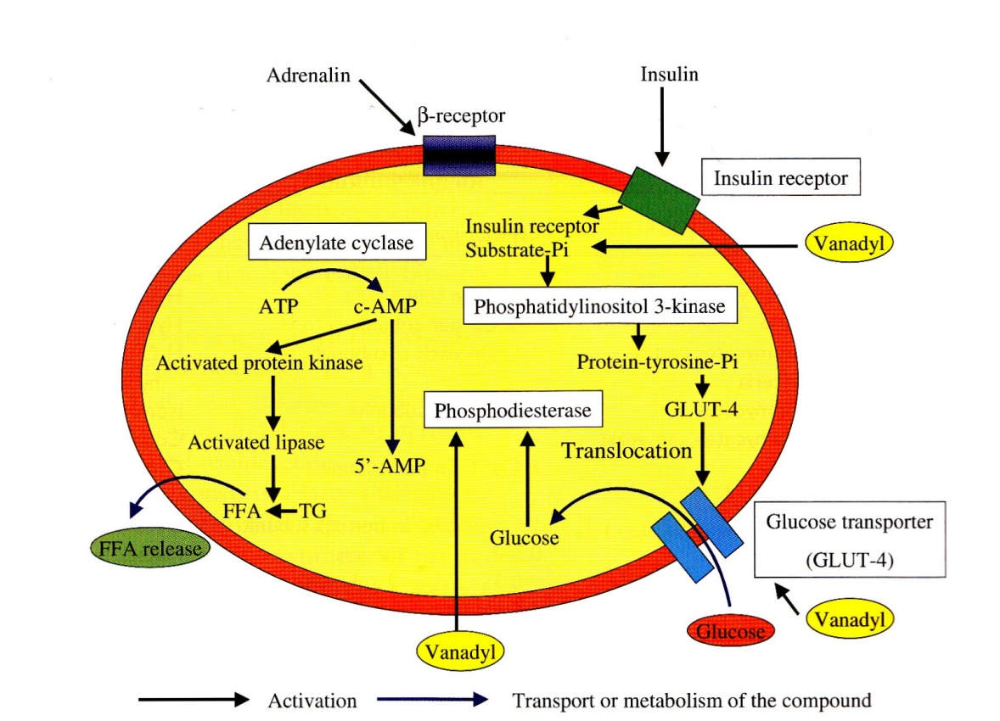 Adrenalin
Insulin
β-receptor
Insulin receptor
Insulin receptor
Substrate-Pi
Vanadyl
Adenylate cyclase
ATP
c-AMP
Phosphatidylinositol 3-kinase
Activated protein kinase
Protein-tyrosine-Pi
Phosphodiesterase
GLUT-4
Activated lipase
Translocation
5’-AMP
FFA
TG
FFA release
Glucose
Glucose transporter
(GLUT-4)
Vanadyl
Glucose
Vanadyl
Activation
Transport or metabolism of the compound